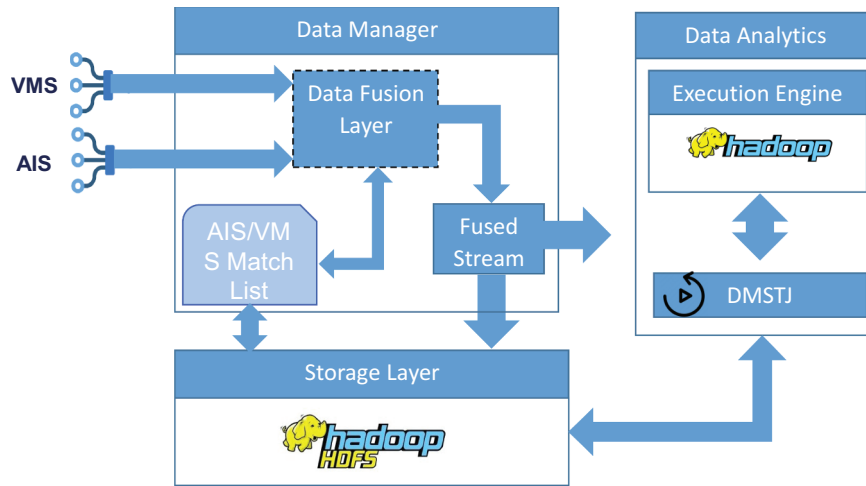 Data Manager
VMS
AIS
Data Fusion
Layer
AIS/VM
S Match
List
Fused
Stream
Storage Layer
hadoop
HDFS
Data Analytics
Execution Engine
hadoop
DMSTJ